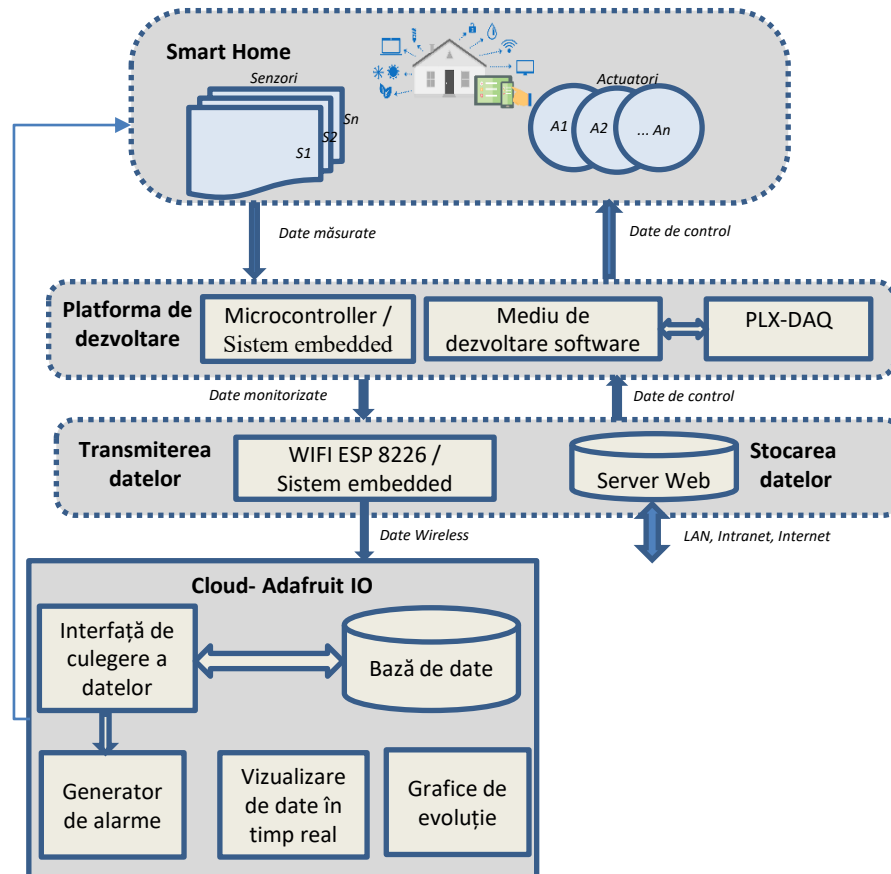 Smart Home
Senzori
Sn
S2
S1
Actuatori
A1
A2
... An
Date măsurate
Date de control
Platforma de
dezvoltare
Microcontroller /
Sistem embedded
Mediu de
dezvoltare software
PLX-DAQ
Date monitorizate
Date de control
Transmiterea
datelor
WIFI ESP 8226 /
Sistem embedded
Server Web
Stocarea
datelor
Date Wireless
LAN, Intranet, Internet
Cloud- Adafruit IO
Interfață de
culegere a
datelor
Bază de date
Generator
de alarme
Vizualizare
de date în
timp real
Grafice de
evoluție